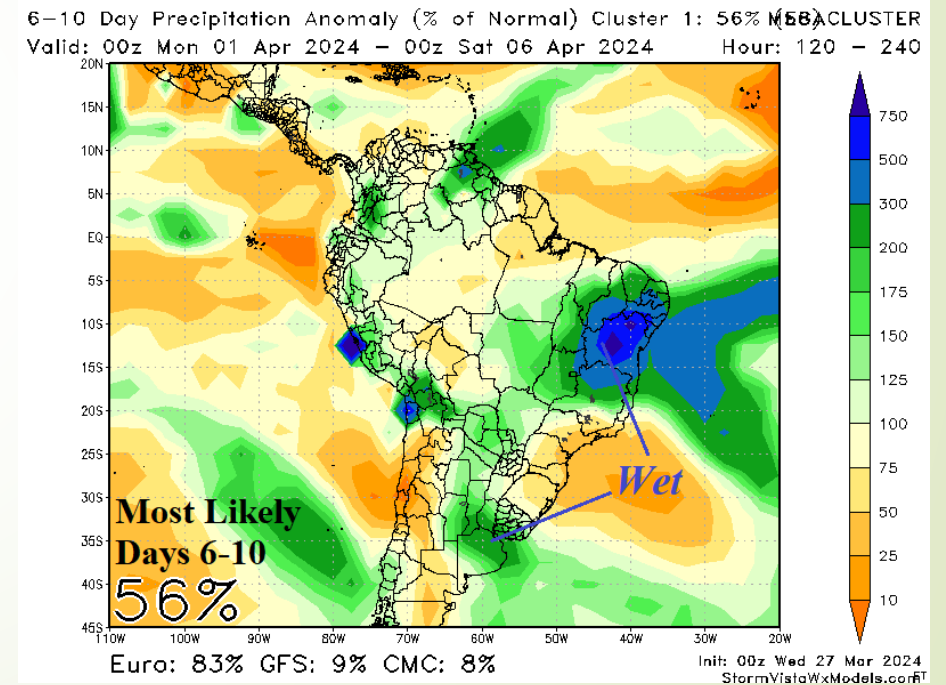 6-10 Day Precipitation Anomaly (% of Normal) Cluster 1: 56% CLUSTER
Valid: 00z Mon 01 Apr 2024 - 00z Sat 06 Apr 2024 Hour: 120 - 240
20N
15N
10N
5N
EQ
5S
10S
15S
20S
25S
30S
35S
40S
45S
110W 100W 90W 80W 70W 60W 50W 40W 30W 20W
750
500
300
200
175
150
125
100
75
50
25
10
Wet
Most Likely
Days 6-10
56%
Euro: 83% GFS: 9% CMC: 8%
Init: 00z Wed 27 Mar 2024
StormVistaWxModels.com